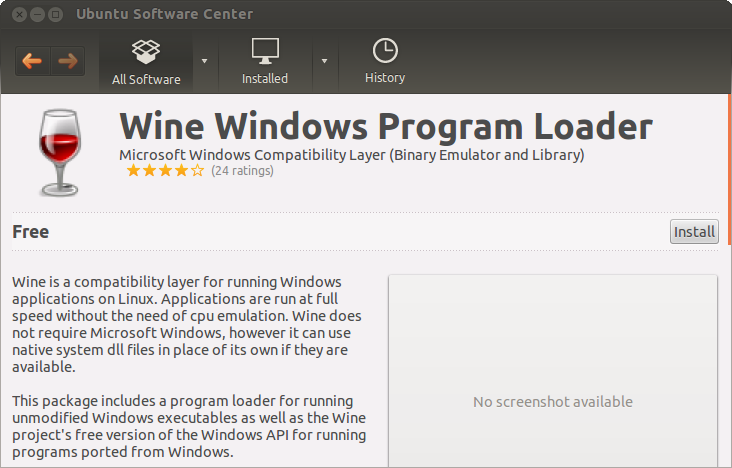 Ubuntu Software Center
All Software
Installed
History
Wine Windows Program Loader
Microsoft Windows Compatibility Layer (Binary Emulator and Library)
(24 ratings)
Free
Install
Wine is a compatibility layer for running Windows
applications on Linux. Applications are run at full
speed without the need of cpu emulation. Wine does
not require Microsoft Windows, however it can use
native system dll files in place of its own if they are
available.
This package includes a program loader for running
unmodified Windows executables as well as the Wine
project's free version of the Windows API for running
programs ported from Windows.
No screenshot available